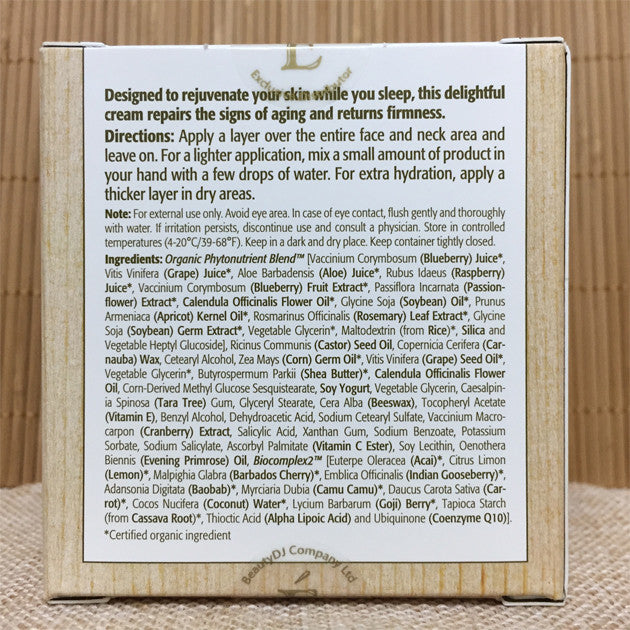 Exclu
utor
Designed to rejuvenate your skin while you sleep, this delightful
cream repairs the signs of aging and returns firmness.
Directions: Apply a layer over the entire face and neck area and
leave on. For a lighter application, mix a small amount of product in
your hand with a few drops of water. For extra hydration, apply a
thicker layer in dry areas.
Note: For external use only. Avoid eye area. In case of eye contact, flush gently and thoroughly
with water. If irritation persists, discontinue use and consult a physician. Store in controlled
temperatures (4-20°C/39-68°F). Keep in a dark and dry place. Keep container tightly closed.
Ingredients: Organic Phytonutrient Blend™ [Vaccinium Corymbosum (Blueberry) Juice*,
Vitis Vinifera (Grape) Juice*, Aloe Barbadensis (Aloe) Juice*, Rubus Idaeus (Raspberry)
Juice*, Vaccinium Corymbosum (Blueberry) Fruit Extract*, Passiflora Incarnata (Passion-
flower) Extract*, Calendula Officinalis Flower Oil*, Glycine Soja (Soybean) Oil*, Prunus
Armeniaca (Apricot) Kernel Oil*, Rosmarinus Officinalis (Rosemary) Leaf Extract*, Glycine
Soja (Soybean) Germ Extract*, Vegetable Glycerin*, Maltodextrin (from Rice)*, Silica and
Vegetable Heptyl Glucoside], Ricinus Communis (Castor) Seed Oil, Copernicia Cerifera (Car-
nauba) Wax, Cetearyl Alcohol, Zea Mays (Corn) Germ Oil*, Vitis Vinifera (Grape) Seed Oil*,
Vegetable Glycerin*, Butyrospermum Parkii (Shea Butter)*, Calendula Officinalis Flower
Oil, Corn-Derived Methyl Glucose Sesquistearate, Soy Yogurt, Vegetable Glycerin, Caesalpin-
ia Spinosa (Tara Tree) Gum, Glyceryl Stearate, Cera Alba (Beeswax), Tocopheryl Acetate
(Vitamin E), Benzyl Alcohol, Dehydroacetic Acid, Sodium Cetearyl Sulfate, Vaccinium Macro-
carpon (Cranberry) Extract, Salicylic Acid, Xanthan Gum, Sodium Benzoate, Potassium
Sorbate, Sodium Salicylate, Ascorbyl Palmitate (Vitamin C Ester), Soy Lecithin, Oenothera
Biennis (Evening Primrose) Oil, Biocomplex2™ [Euterpe Oleracea (Acai)*, Citrus Limon
(Lemon)*, Malpighia Glabra (Barbados Cherry)*, Emblica Officinalis (Indian Gooseberry)*,
Adansonia Digitata (Baobab)*, Myrciaria Dubia (Camu Camu)*, Daucus Carota Sativa (Car-
rot)*, Cocos Nucifera (Coconut) Water*, Lycium Barbarum (Goji) Berry*, Tapioca Starch
(from Cassava Root)*, Thioctic Acid (Alpha Lipoic Acid) and Ubiquinone (Coenzyme Q10)].
*Certified organic ingredient
BeautyDJ Company Ltd